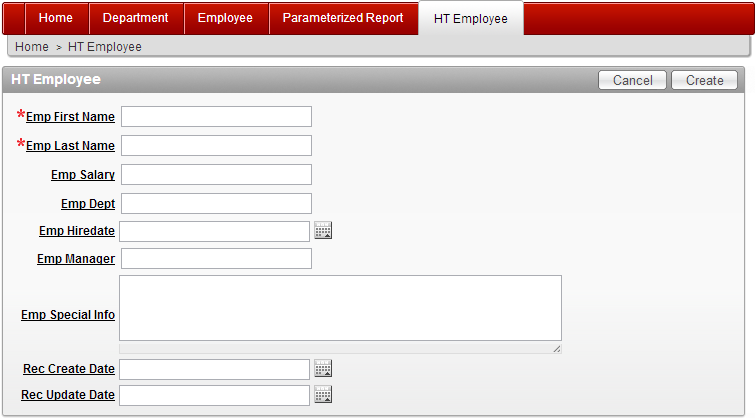 Home Department Employee Parameterized Report HT Employee
Home > HT Employee
HT Employee Cancel Create
*Emp First Name
*Emp Last Name
Emp Salary
Emp Dept
Emp Hiredate
Emp Manager
Emp Special Info
Rec Create Date
Rec Update Date